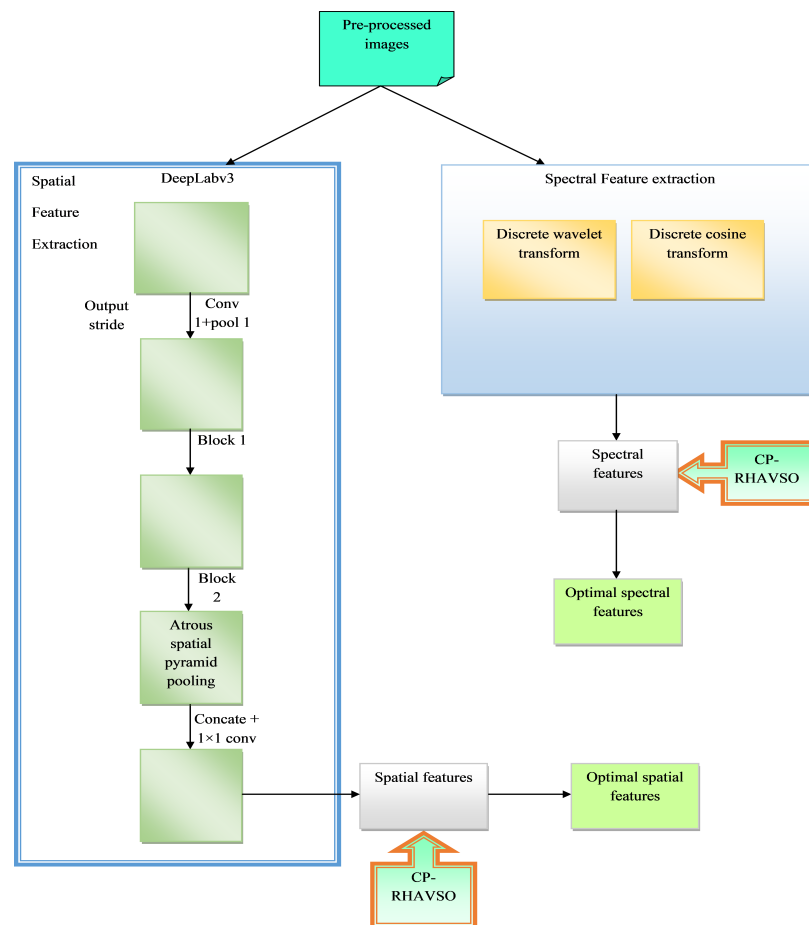 Pre-processed
images
Spatial
Feature
Extraction
DeepLabv3
Output
stride
Conv
1+pool 1
Block 1
Block
2
Atrous
spatial
pyramid
pooling
Concate +
1×1 conv
Spectral Feature extraction
Discrete wavelet
transform
Discrete cosine
transform
Spectral
features
CP-
RHAVSO
Optimal spectral
features
Spatial features
Optimal spatial
features
CP-
RHAVSO